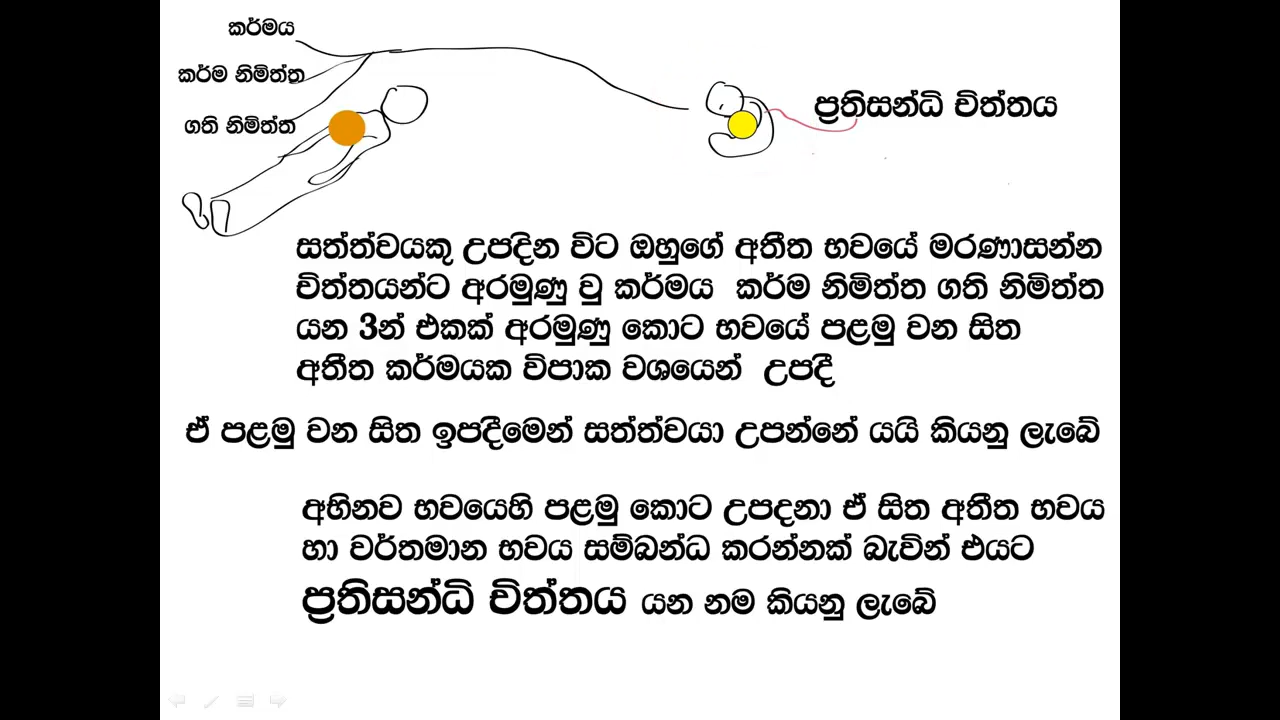 කර්මය
කර්ම නිමිත්ත
ගති නිමිත්ත
ප්‍රතිසන්ධි චිත්තය
සත්ත්වයකු උපදින විට ඔහුගේ අතීත භවයේ මරණාසන්න
චිත්තයන්ට අරමුණු වු කර්මය කර්ම නිමිත්ත ගති නිමිත්ත
යන 3න් එකක් අරමුණු කොට භවයේ පළමු වන සිත
අතීත කර්මයක විපාක වශයෙන් උපදී
ඒ පළමු වන සිත ඉපදීමෙන් සත්ත්වයා උපන්නේ යයි කියනු ලැබේ
අභිනව භවයෙහි පළමු කොට උපදනා ඒ සිත අතීත භවය
හා වර්තමාන භවය සම්බන්ධ කරන්නක් බැවින් එයට
ප්‍රතිසන්ධි චිත්තය යන නම කියනු ලැබේ